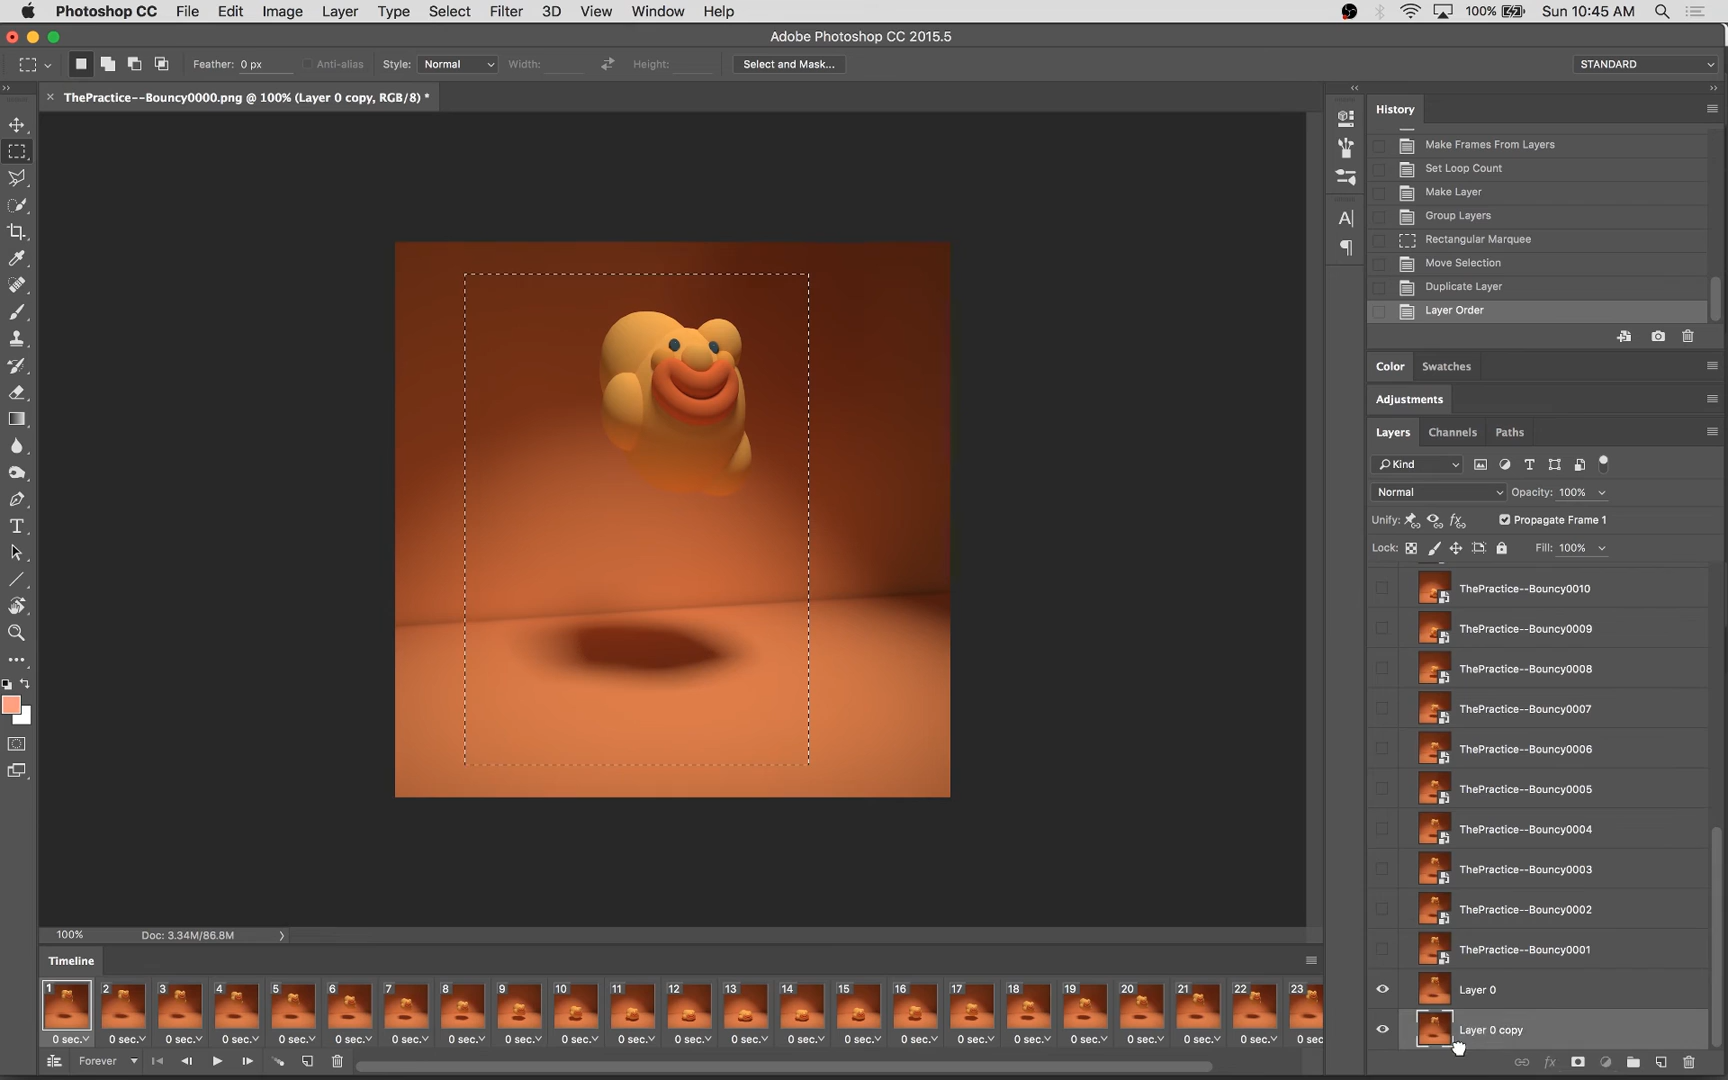 Photoshop CC File Edit Image Layer Type Select Filter 3D View Window Help 100% Sun 10:45 AM
Adobe Photoshop CC 2015.5
Feather: 0 px Anti-alias Style: Normal Width: Height: Select and Mask... STANDARD
ThePractice--Bouncy0000.png @ 100% (Layer 0 copy, RGB/8) *
History
Make Frames From Layers
Set Loop Count
Make Layer
Group Layers
Rectangular Marquee
Move Selection
Duplicate Layer
Layer Order
Color Swatches
Adjustments
Layers Channels Paths
Kind
Normal Opacity: 100%
Unify: Propagate Frame 1
Lock: Fill: 100%
ThePractice--Bouncy0010
ThePractice--Bouncy0009
ThePractice--Bouncy0008
ThePractice--Bouncy0007
ThePractice--Bouncy0006
ThePractice--Bouncy0005
ThePractice--Bouncy0004
ThePractice--Bouncy0003
ThePractice--Bouncy0002
ThePractice--Bouncy0001
Layer 0
Layer 0 copy
100% Doc: 3.34M/86.8M
Timeline
1 2 3 4 5 6 7 8 9 10 11 12 13 14 15 16 17 18 19 20 21 22 23
0 sec. 0 sec. 0 sec. 0 sec. 0 sec. 0 sec. 0 sec. 0 sec. 0 sec. 0 sec. 0 sec. 0 sec. 0 sec. 0 sec. 0 sec. 0 sec. 0 sec. 0 sec. 0 sec. 0 sec. 0 sec. 0 sec. 0 sec.
Forever